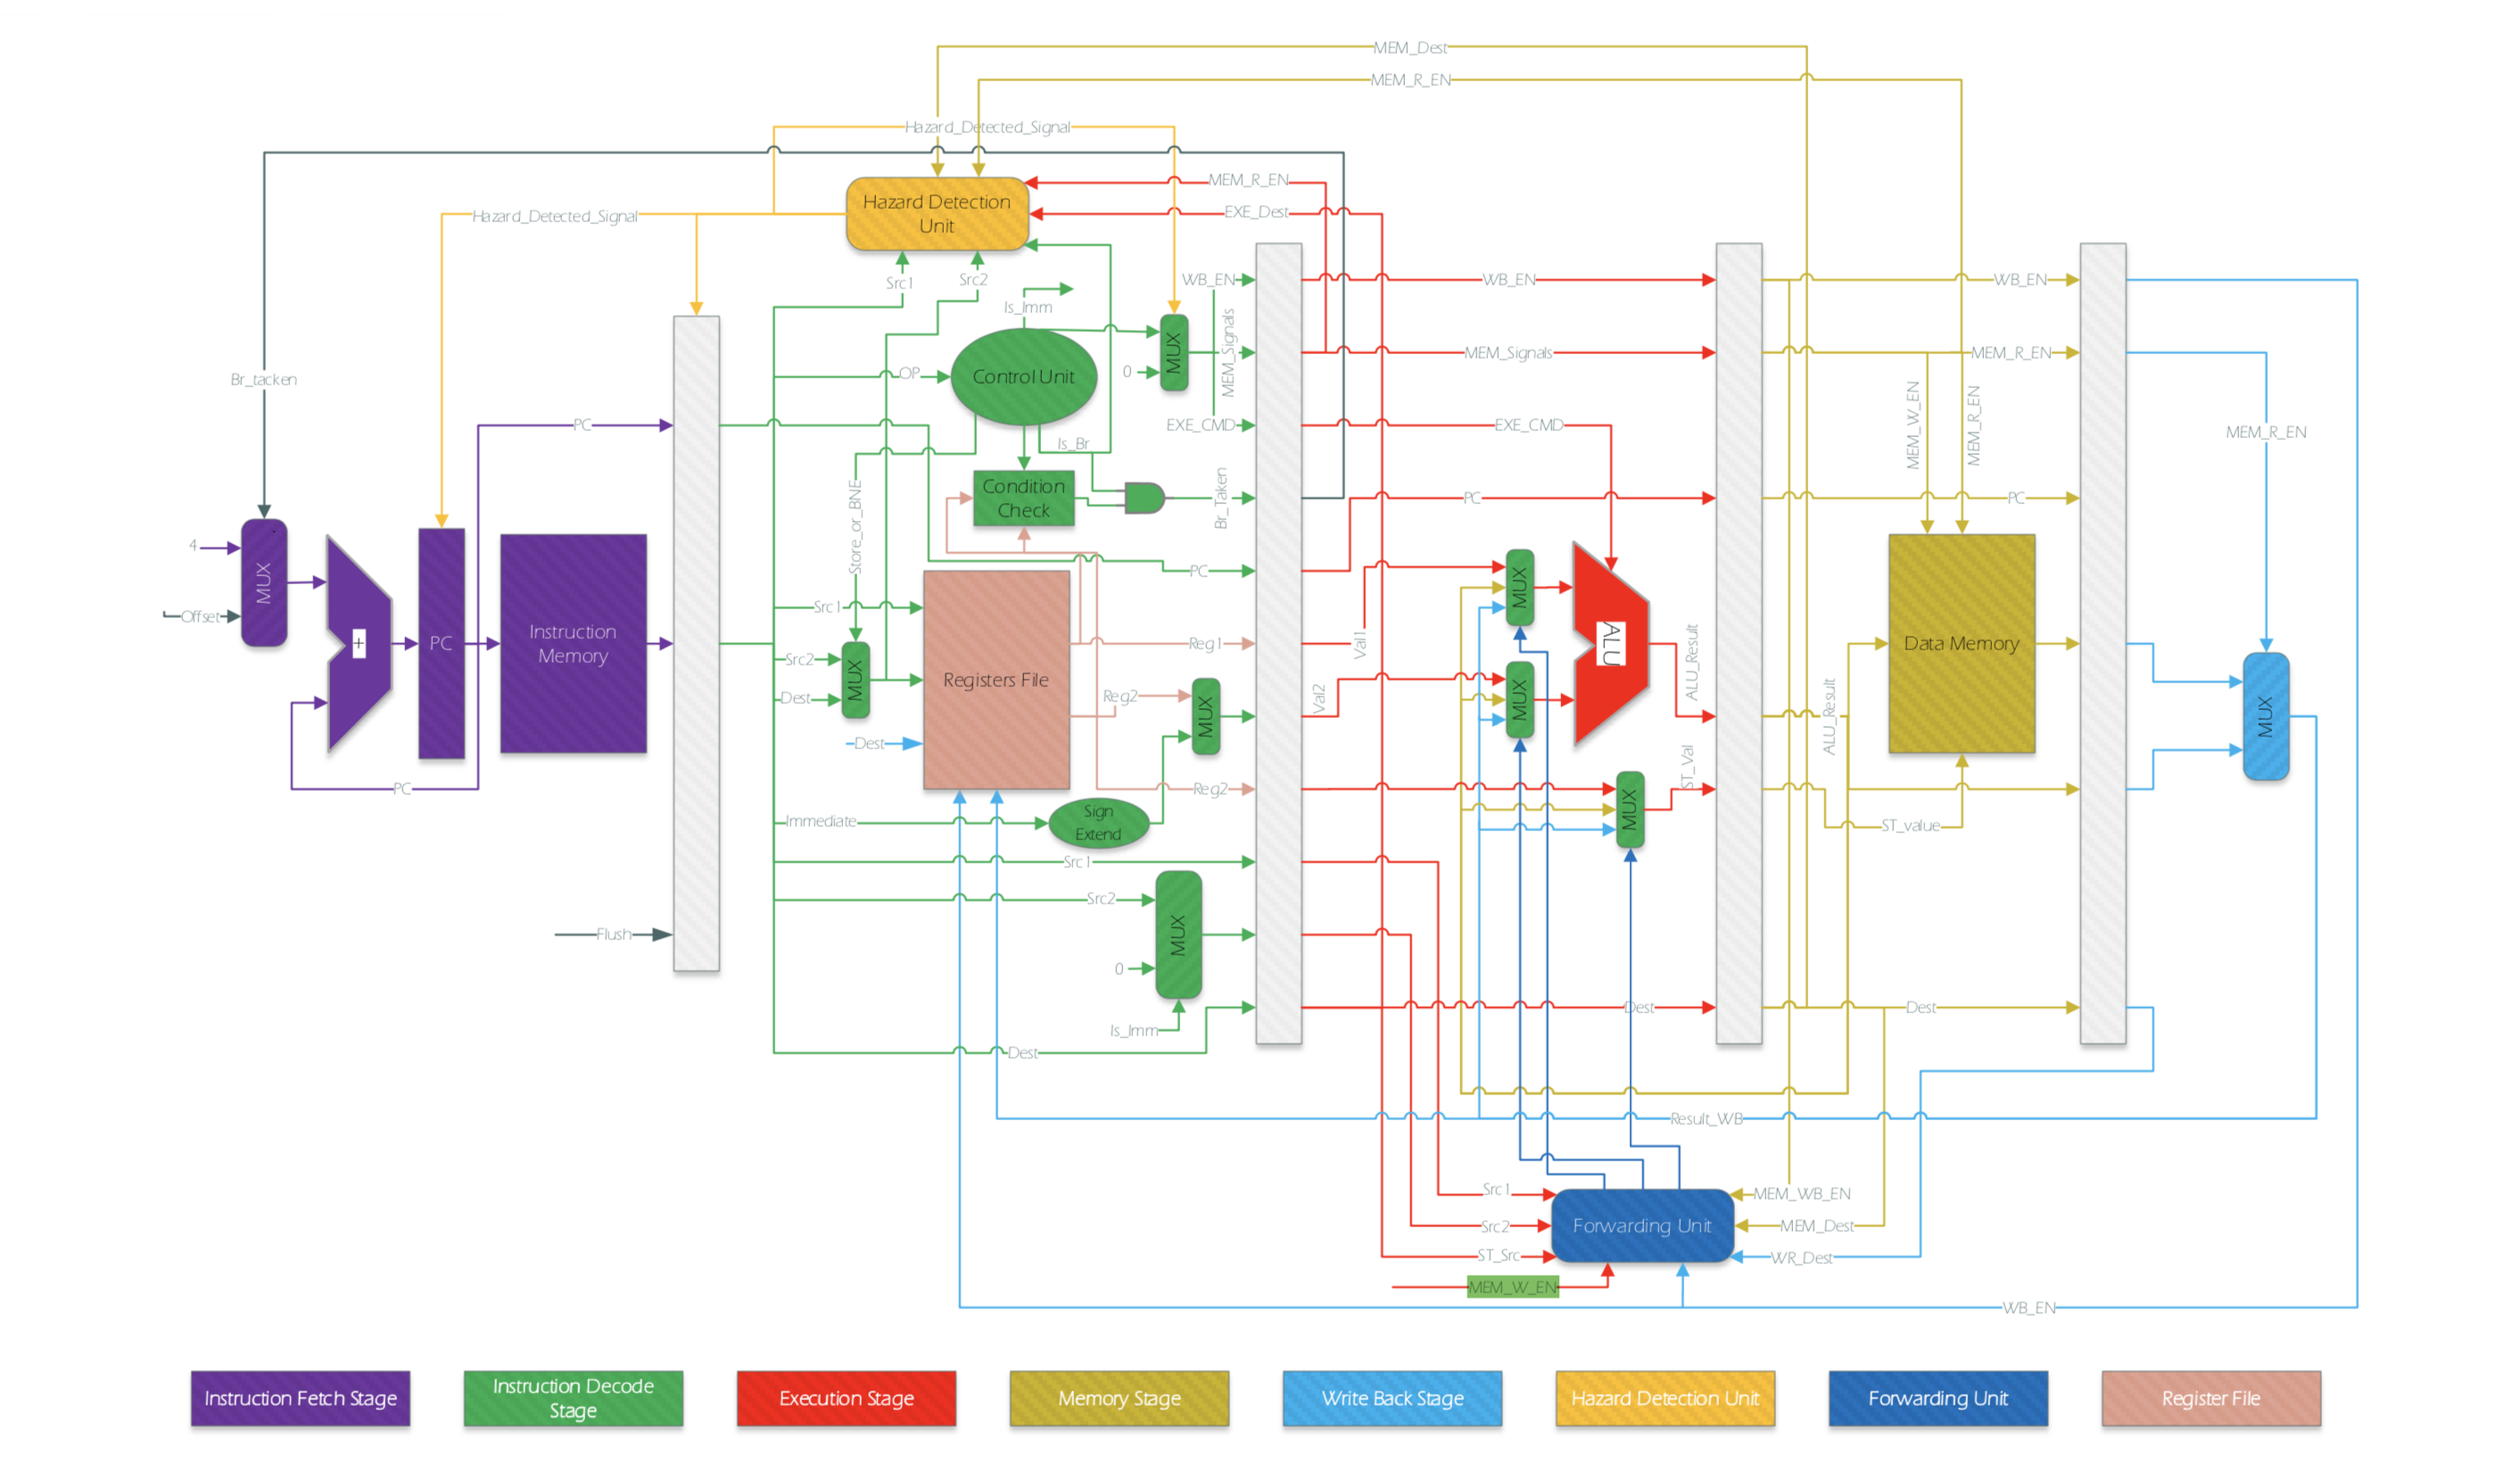 MEM_Dest
MEM_R_EN
Hazard_Detected_Signal
MEM_R_EN
Hazard Detection
Unit
EXE_Dest
Hazard_Detected_Signal
Src1
Src2
WB_EN
WB_EN
WB_EN
Is_Imm
MUX
MEM_Signals
MEM_Signals
MEM_R_EN
Br_tacken
OP
Control Unit
0
MEM_W_EN
MEM_R_EN
PC
EXE_CMD
EXE_CMD
MEM_R_EN
Is_Br
Condition
Check
Br_Taken
PC
PC
Store_or_BNE
4
MUX
Offset
PC
MUX
ALU
Src1
+
PC
Instruction
Memory
Reg1
Val1
ALU_Result
Data Memory
Src2
MUX
Dest
Registers File
Reg2
MUX
Val2
MUX
ALU_Result
MUX
Dest
ST_Val
PC
Reg2
MUX
Immediate
Sign
Extend
ST_value
Src1
Src2
MUX
Flush
0
Is_Imm
Dest
Dest
Dest
Result_WB
Src1
MEM_WB_EN
Src2
Forwarding Unit
MEM_Dest
ST_Src
WR_Dest
MEM_W_EN
WB_EN
Instruction Fetch Stage
Instruction Decode
Stage
Execution Stage
Memory Stage
Write Back Stage
Hazard Detection Unit
Forwarding Unit
Register File